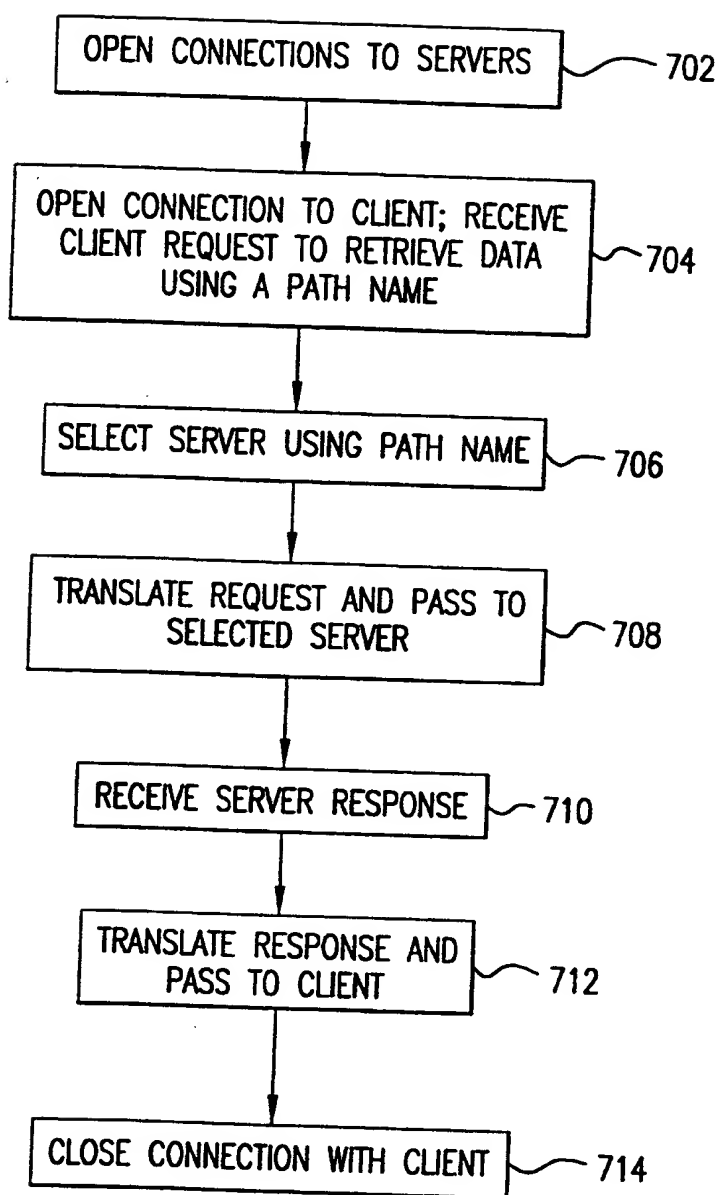 OPEN CONNECTIONS TO SERVERS
702
OPEN CONNECTION TO CLIENT; RECEIVE
CLIENT REQUEST TO RETRIEVE DATA
USING A PATH NAME
704
SELECT SERVER USING PATH NAME
706
TRANSLATE REQUEST AND PASS TO
SELECTED SERVER
708
RECEIVE SERVER RESPONSE
710
TRANSLATE RESPONSE AND
PASS TO CLIENT
712
CLOSE CONNECTION WITH CLIENT
714